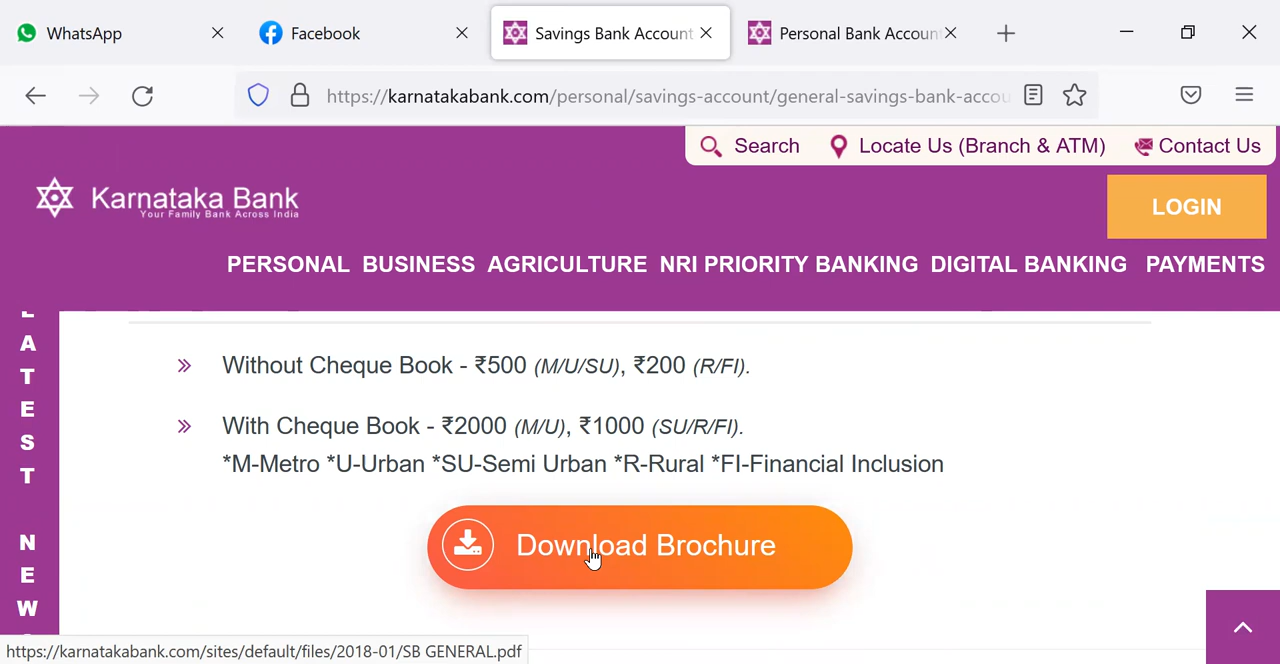 WhatsApp
Facebook
Savings Bank Account
Personal Bank Accoun
https://karnatakabank.com/personal/savings-account/general-savings-bank-accou
Search
Locate Us (Branch & ATM)
Contact Us
Karnataka Bank
Your Family Bank Across India
LOGIN
PERSONAL BUSINESS AGRICULTURE NRI PRIORITY BANKING DIGITAL BANKING PAYMENTS
LATEST NEW
Without Cheque Book - ₹500 (M/U/SU), ₹200 (R/FI).
With Cheque Book - ₹2000 (M/U), ₹1000 (SU/R/FI).
*M-Metro *U-Urban *SU-Semi Urban *R-Rural *FI-Financial Inclusion
Download Brochure
https://karnatakabank.com/sites/default/files/2018-01/SB GENERAL.pdf